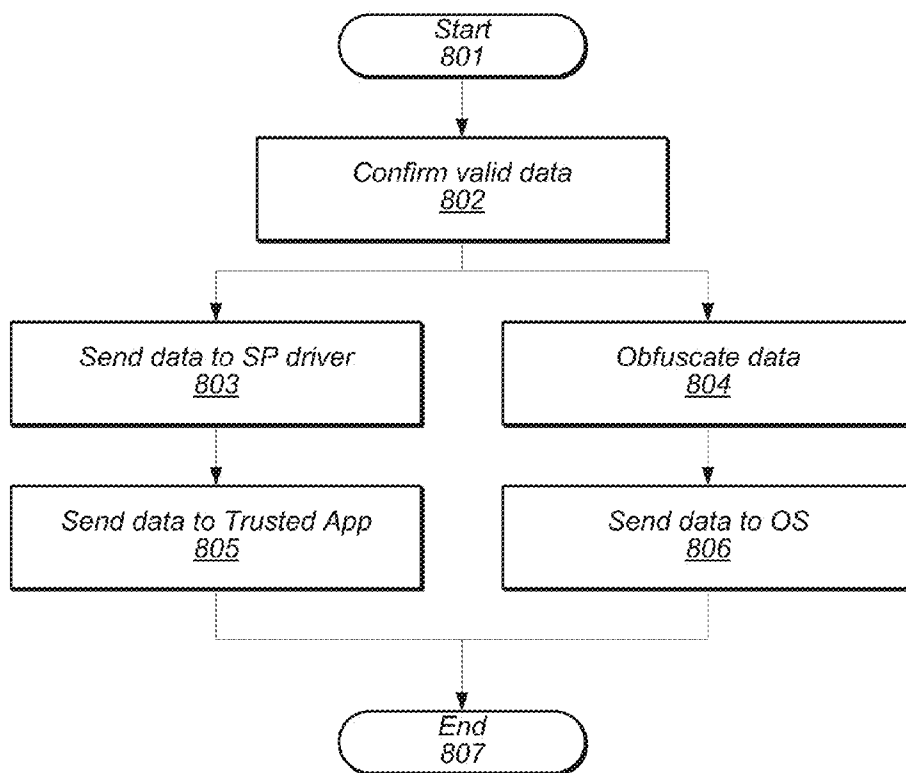 Start
801
Confirm valid data
802
Send data to SP driver
803
Obfuscate data
804
Send data to Trusted App
805
Send data to OS
806
End
807